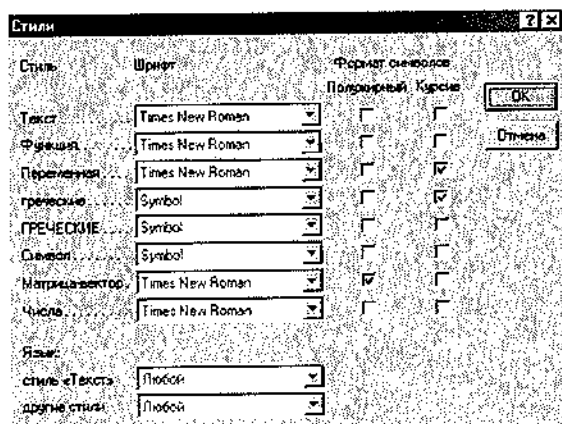 Стили
Стиль Шрифт Формат символов
Полужирный Курсив
OK
Текст Times New Roman
Отмена
Функция Times New Roman
Переменная Times New Roman
греческие Symbol
ГРЕЧЕСКИЕ Symbol
Символ Symbol
Матрица-вектор Times New Roman
Числа Times New Roman
Язык:
стиль «Текст» Любой
другие стили Любой